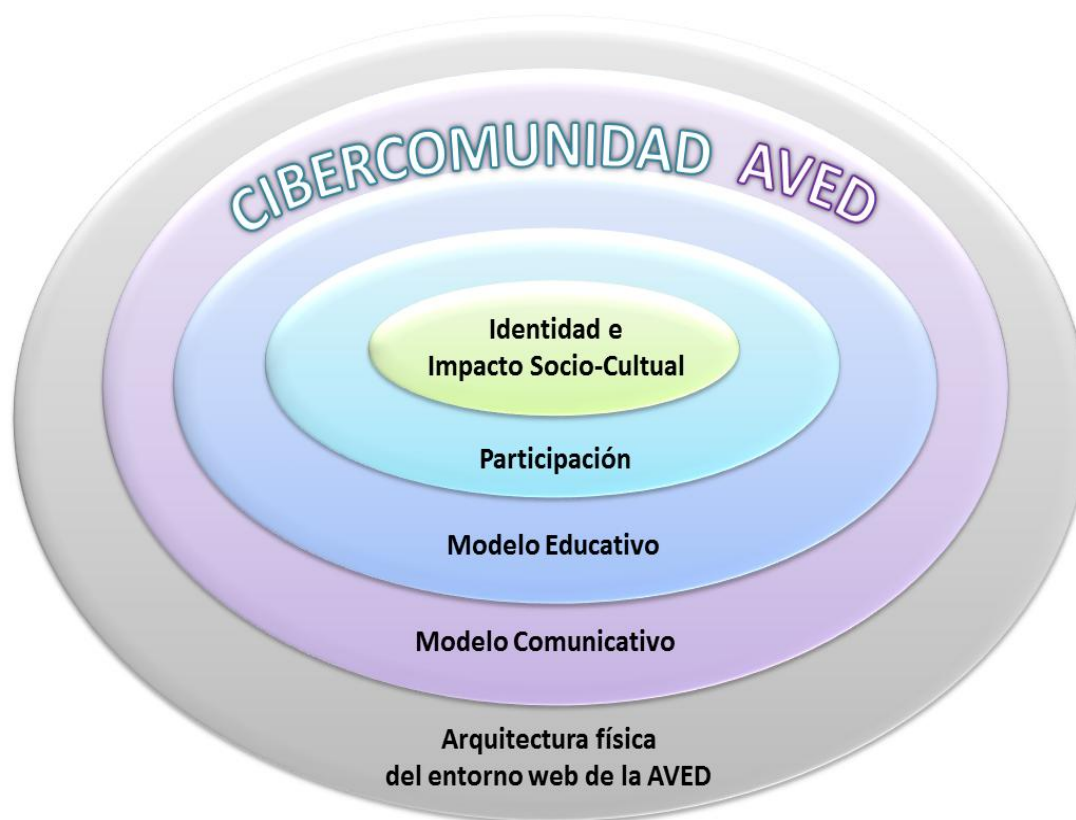 CIBERCOMUNIDAD AVED
Identidad e
Impacto Socio-Cultural
Participación
Modelo Educativo
Modelo Comunicativo
Arquitectura física
del entorno web de la AVED